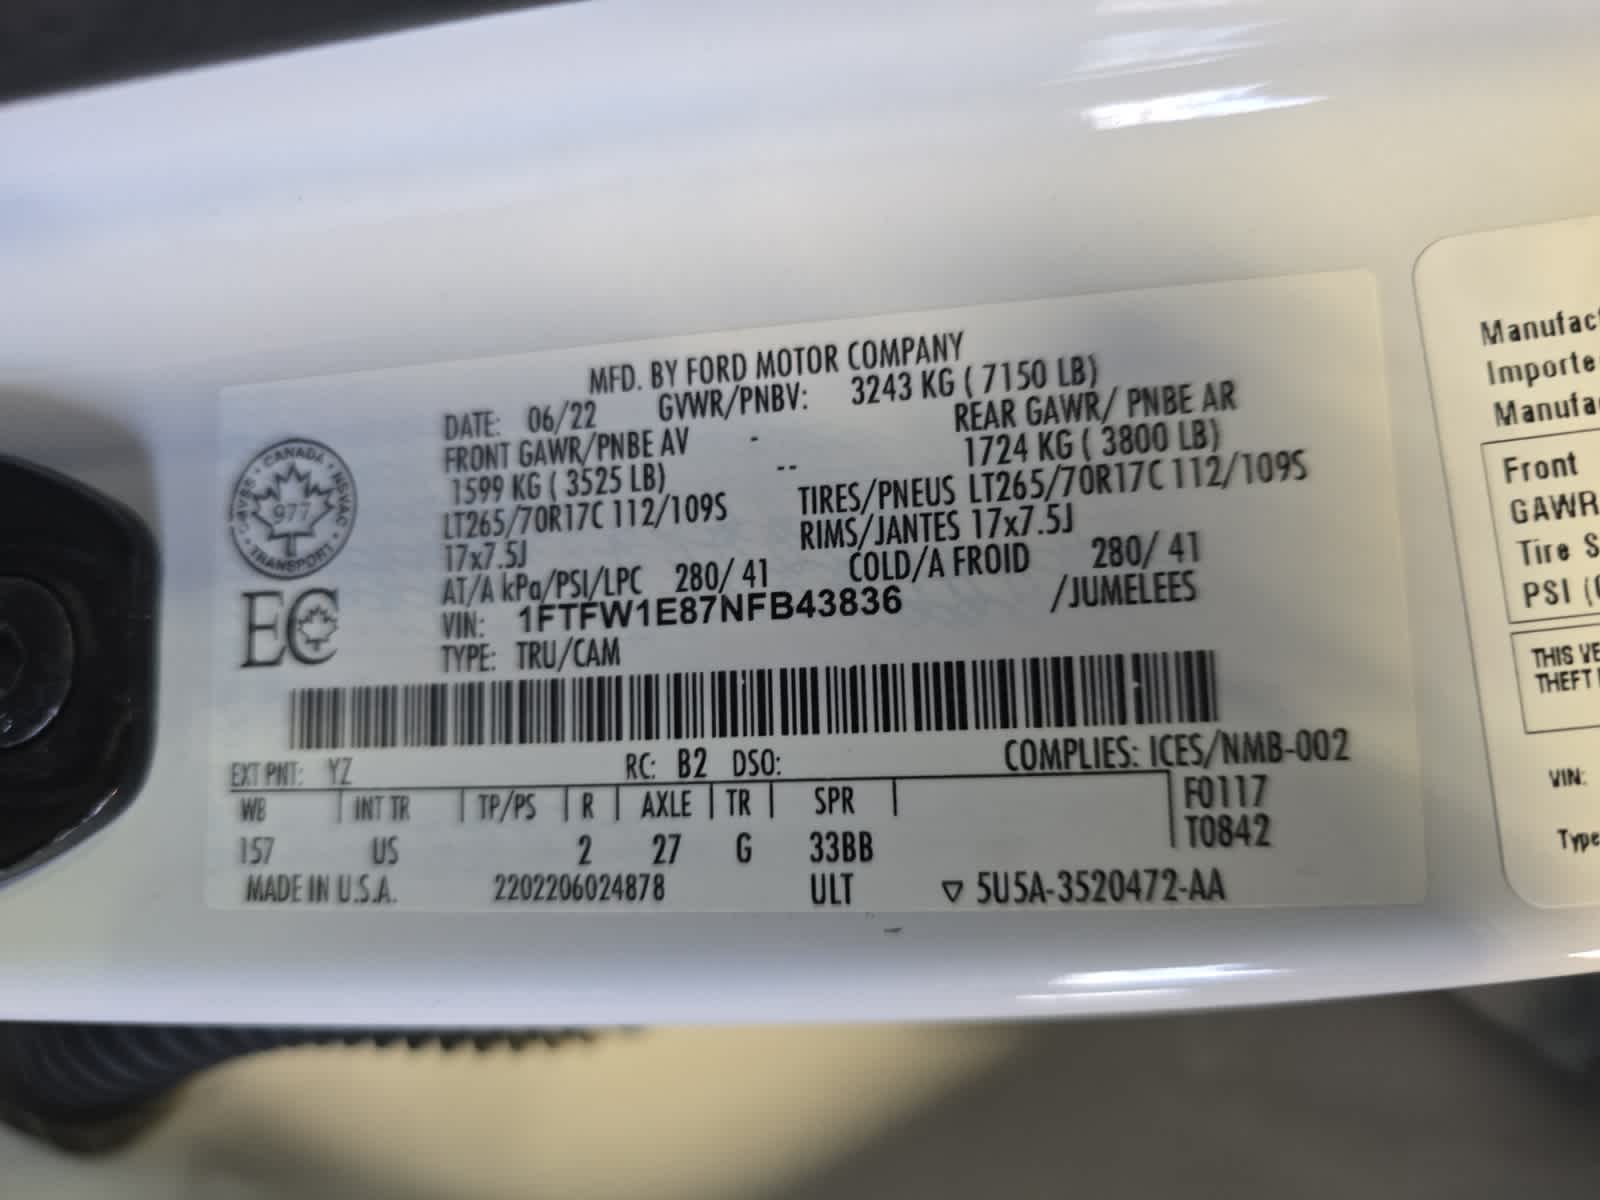 MFD. BY FORD MOTOR COMPANY
DATE: 06/22 GVWR/PNBV: 3243 KG ( 7150 LB)
FRONT GAWR/PNBE AV - REAR GAWR/ PNBE AR
1599 KG ( 3525 LB) -- 1724 KG ( 3800 LB)
LT265/70R17C 112/109S TIRES/PNEUS LT265/70R17C 112/109S
17x7.5J RIMS/JANTES 17x7.5J
AT/A kPa/PSI/LPC 280/ 41 COLD/A FROID 280/ 41
VIN: 1FTFW1E87NFB43836 /JUMELEES
TYPE: TRU/CAM
CANADA
977
TRANSPORT
EC
EXT PNT: YZ RC: B2 DSO: COMPLIES: ICES/NMB-002
WB INT TR TP/PS R AXLE TR SPR F0117
T0842
157 US 2 27 G 33BB
MADE IN U.S.A. 2202206024878 ULT ▽ 5U5A-3520472-AA
Front
GAWR
Tire
PSI
THIS
THEFT
VIN:
Type